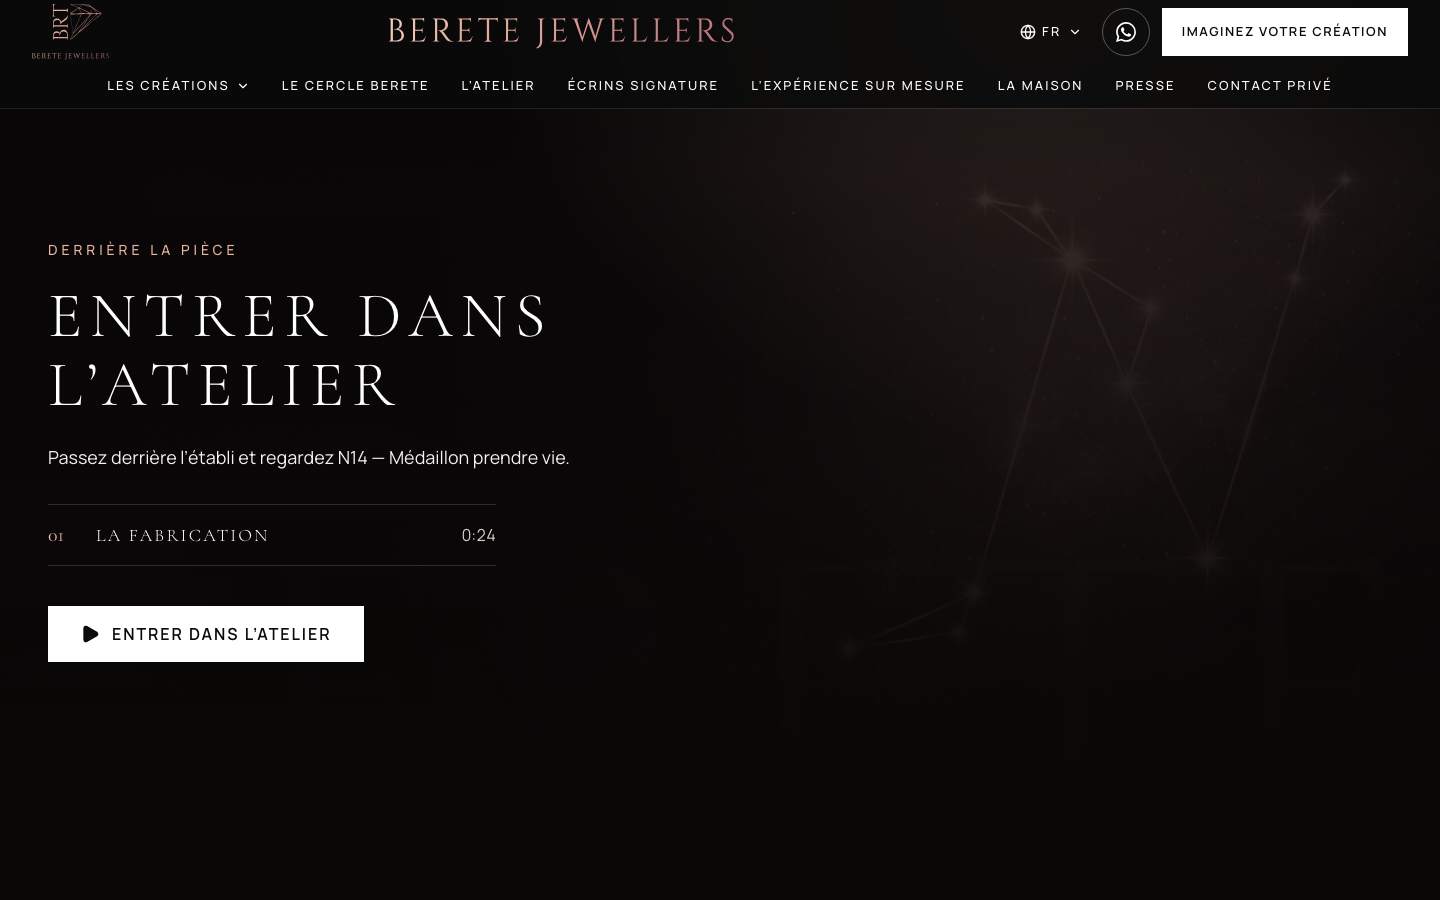 BRT
BERETE JEWELLERS
BERETE JEWELLERS
FR
IMAGINEZ VOTRE CRÉATION
LES CRÉATIONS
LE CERCLE BERETE
L'ATELIER
ÉCRINS SIGNATURE
L'EXPÉRIENCE SUR MESURE
LA MAISON
PRESSE
CONTACT PRIVÉ
DERRIÈRE LA PIÈCE
ENTRER DANS
L’ATELIER
Passez derrière l’établi et regardez N14 — Médaillon prendre vie.
01 LA FABRICATION 0:24
ENTRER DANS L’ATELIER